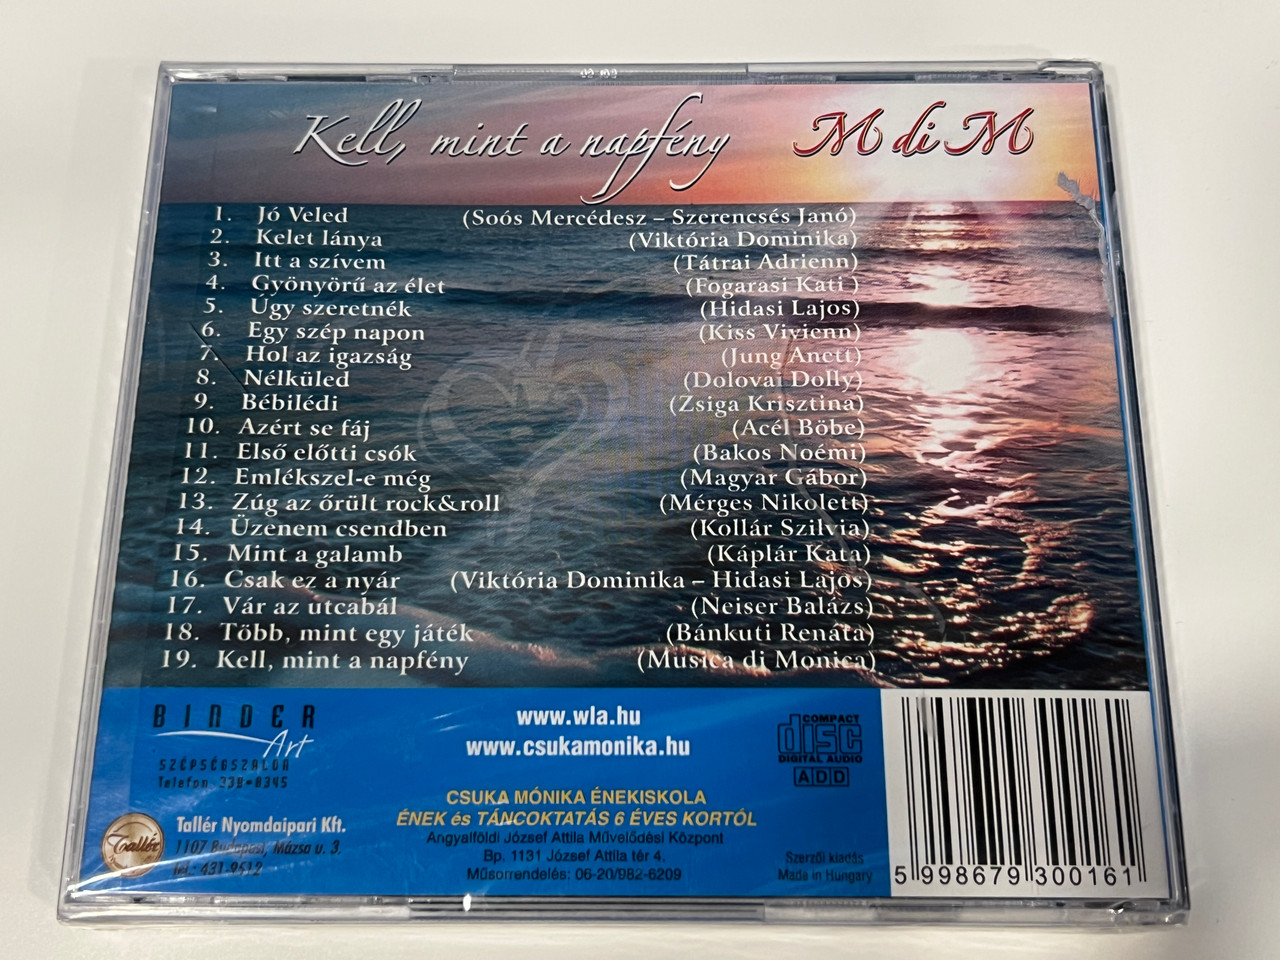 Kell, mint a napfény M di M
1. Jó Veled (Soós Mercédesz – Szerencsés Janó)
2. Kelet lánya (Viktória Dominika)
3. Itt a szívem (Tátrai Adrienn)
4. Gyönyörű az élet (Fogarasi Kati )
5. Úgy szeretnék (Hidasi Lajos)
6. Egy szép napon (Kiss Vivienn)
7. Hol az igazság (Jung Anett)
8. Nélküled (Dolovai Dolly)
9. Bébilédi (Zsiga Krisztina)
10. Azért se fáj (Acél Böbe)
11. Első előtti csók (Bakos Noémi)
12. Emlékszel-e még (Magyar Gábor)
13. Zúg az őrült rock&roll (Mérges Nikolett)
14. Üzenem csendben (Kollár Szilvia)
15. Mint a galamb (Káplár Kata)
16. Csak ez a nyár (Viktória Dominika – Hidasi Lajos)
17. Vár az utcabál (Neiser Balázs)
18. Több, mint egy játék (Bánkuti Renáta)
19. Kell, mint a napfény (Musica di Monica)
BINDER
Art
SZÉPSÉGSZALON
Telefon 338-8345
Tallér
Tallér Nyomdaipari Kft.
1107 Budapest, Mázsa u. 3.
Tel.: 431-9612
www.wla.hu
www.csukamonika.hu
CSUKA MÓNIKA ÉNEKISKOLA
ÉNEK és TÁNCOKTATÁS 6 ÉVES KORTÓL
Angyalföldi József Attila Művelődési Központ
Bp. 1131 József Attila tér 4.
Műsorrendelés: 06-20/982-6209
COMPACT
disc
DIGITAL AUDIO
ADD
Szerzői kiadás
Made in Hungary
5 998679 300161